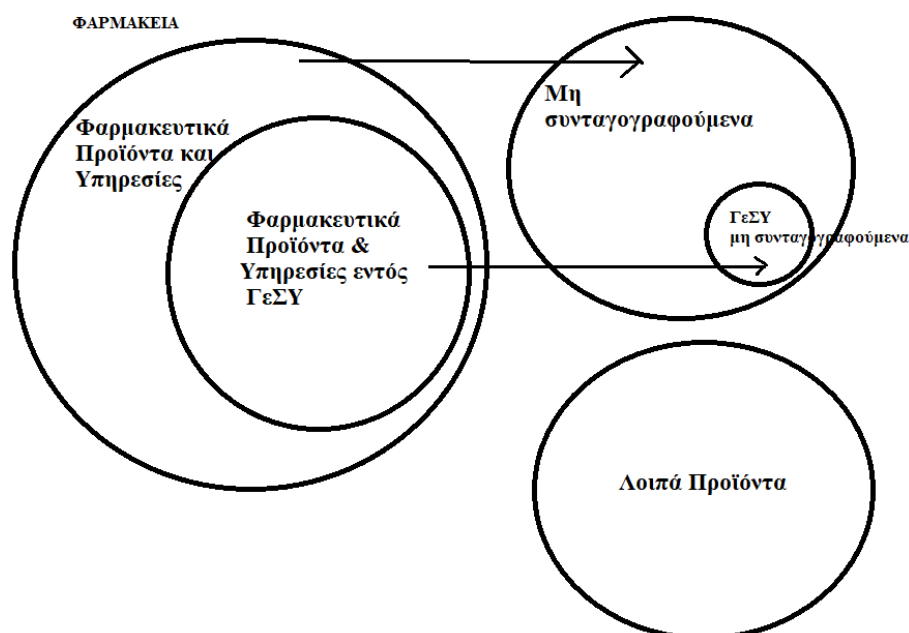 ΦΑΡΜΑΚΕΙΑ
Φαρμακευτικά
Προϊόντα και
Υπηρεσίες
Φαρμακευτικά
Προϊόντα &
Υπηρεσίες εντός
ΓεΣΥ
Μη
συνταγογραφούμενα
ΓεΣΥ
μη συνταγογραφούμενα
Λοιπά Προϊόντα